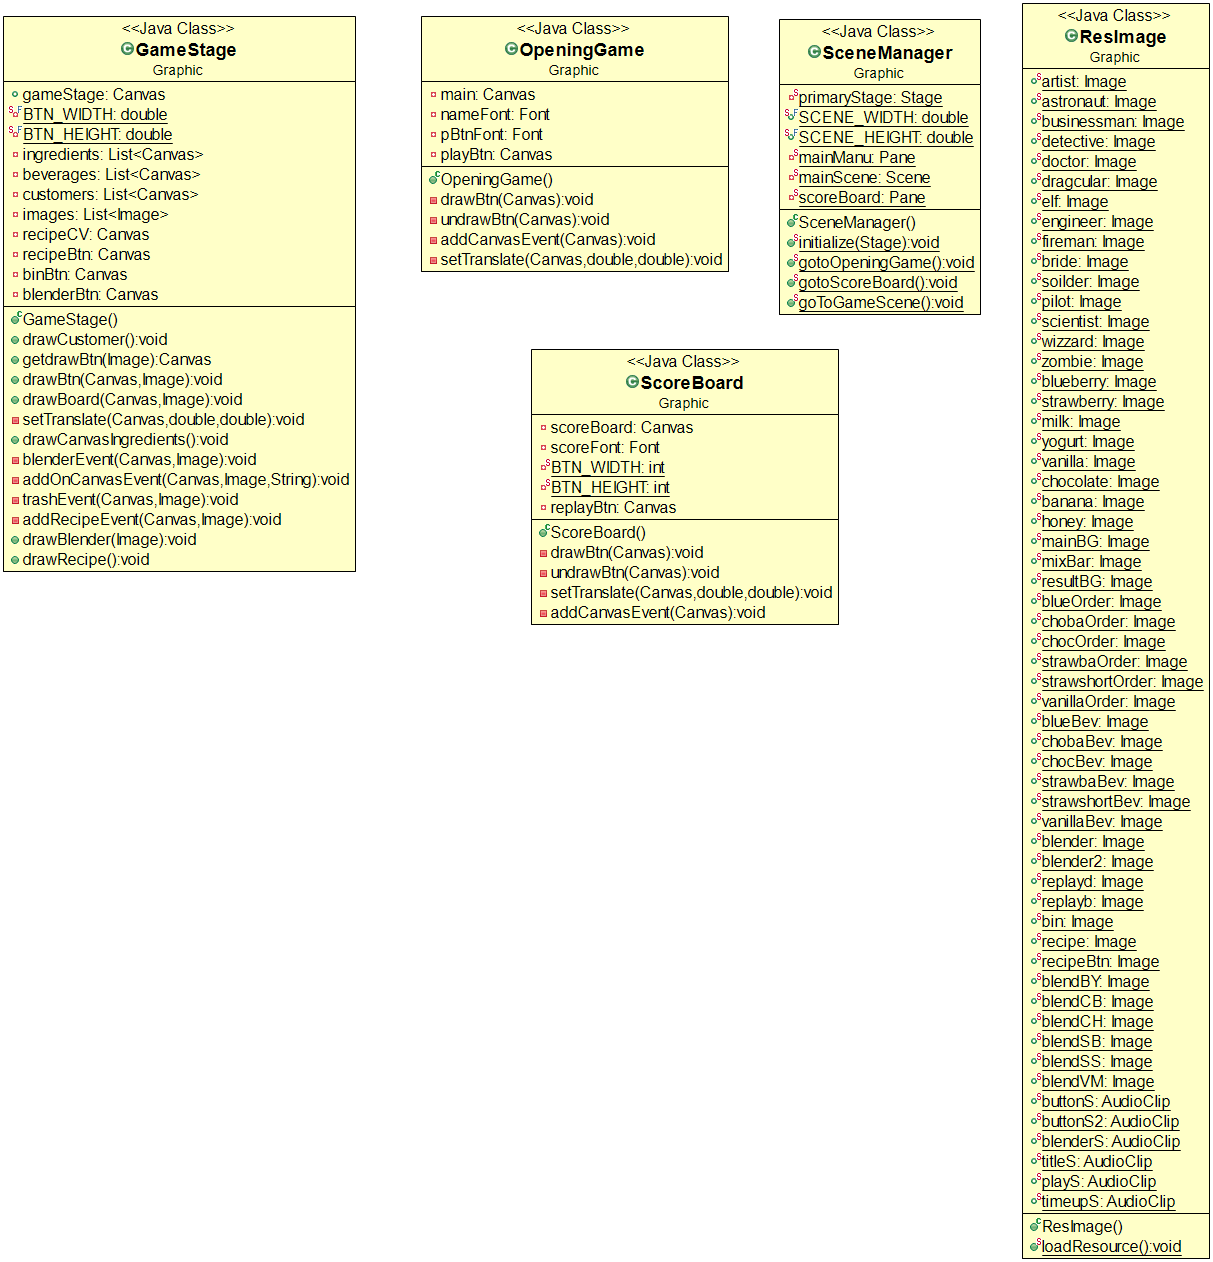 <<Java Class>>
GameStage
Graphic
gameStage: Canvas
BTN_WIDTH: double
BTN_HEIGHT: double
ingredients: List<Canvas>
beverages: List<Canvas>
customers: List<Canvas>
images: List<Image>
recipeCV: Canvas
recipeBtn: Canvas
binBtn: Canvas
blenderBtn: Canvas
GameStage()
drawCustomer():void
getdrawBtn(Image):Canvas
drawBtn(Canvas,Image):void
drawBoard(Canvas,Image):void
setTranslate(Canvas,double,double):void
drawCanvasIngredients():void
blenderEvent(Canvas,Image):void
addOnCanvasEvent(Canvas,Image,String):void
trashEvent(Canvas,Image):void
addRecipeEvent(Canvas,Image):void
drawBlender(Image):void
drawRecipe():void
<<Java Class>>
OpeningGame
Graphic
main: Canvas
nameFont: Font
pBtnFont: Font
playBtn: Canvas
OpeningGame()
drawBtn(Canvas):void
undrawBtn(Canvas):void
addCanvasEvent(Canvas):void
setTranslate(Canvas,double,double):void
<<Java Class>>
SceneManager
Graphic
primaryStage: Stage
SCENE_WIDTH: double
SCENE_HEIGHT: double
mainManu: Pane
mainScene: Scene
scoreBoard: Pane
SceneManager()
initialize(Stage):void
gotoOpeningGame():void
gotoScoreBoard():void
goToGameScene():void
<<Java Class>>
ScoreBoard
Graphic
scoreBoard: Canvas
scoreFont: Font
BTN_WIDTH: int
BTN_HEIGHT: int
replayBtn: Canvas
ScoreBoard()
drawBtn(Canvas):void
undrawBtn(Canvas):void
setTranslate(Canvas,double,double):void
addCanvasEvent(Canvas):void
<<Java Class>>
ResImage
Graphic
artist: Image
astronaut: Image
businessman: Image
detective: Image
doctor: Image
dragcular: Image
elf: Image
engineer: Image
fireman: Image
bride: Image
soilder: Image
pilot: Image
scientist: Image
wizzard: Image
zombie: Image
blueberry: Image
strawberry: Image
milk: Image
yogurt: Image
vanilla: Image
chocolate: Image
banana: Image
honey: Image
mainBG: Image
mixBar: Image
resultBG: Image
blueOrder: Image
chobaOrder: Image
chocOrder: Image
strawbaOrder: Image
strawshortOrder: Image
vanillaOrder: Image
blueBev: Image
chobaBev: Image
chocBev: Image
strawbaBev: Image
strawshortBev: Image
vanillaBev: Image
blender: Image
blender2: Image
replayd: Image
replayb: Image
bin: Image
recipe: Image
recipeBtn: Image
blendBY: Image
blendCB: Image
blendCH: Image
blendSB: Image
blendSS: Image
blendVM: Image
buttonS: AudioClip
buttonS2: AudioClip
blenderS: AudioClip
titleS: AudioClip
playS: AudioClip
timeupS: AudioClip
ResImage()
loadResource():void